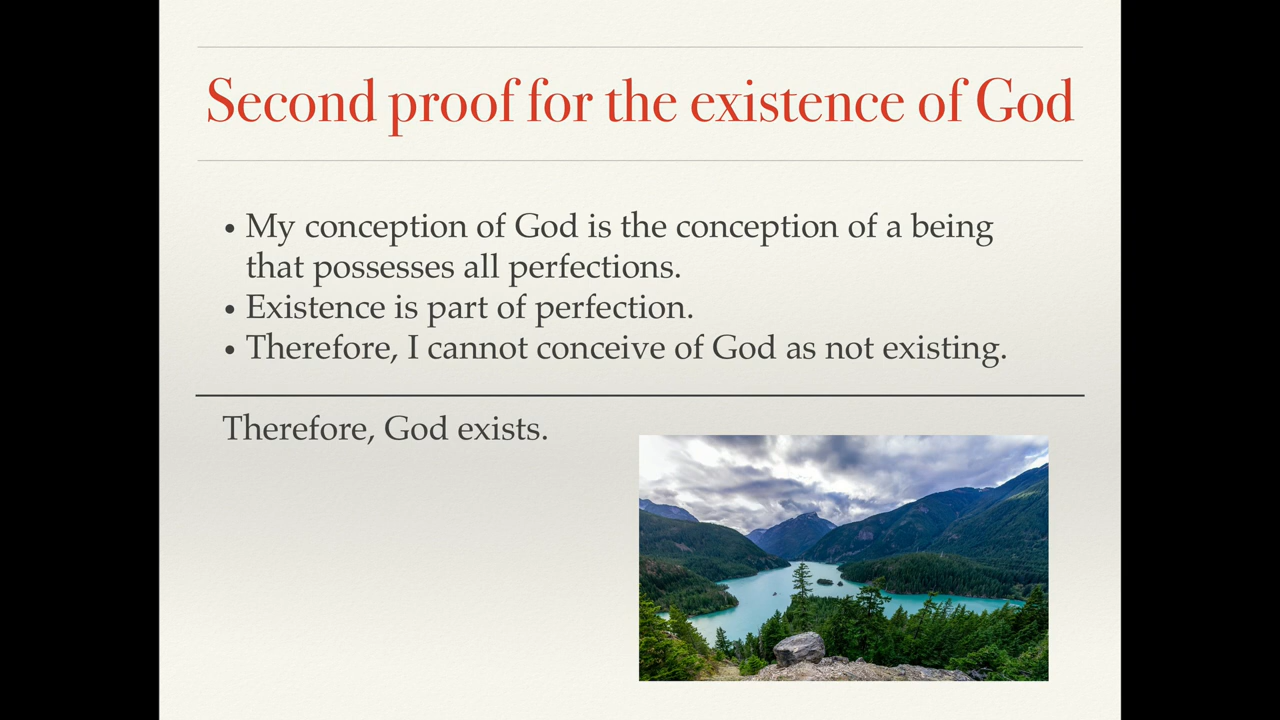 Second proof for the existence of God
• My conception of God is the conception of a being
that possesses all perfections.
• Existence is part of perfection.
• Therefore, I cannot conceive of God as not existing.
Therefore, God exists.